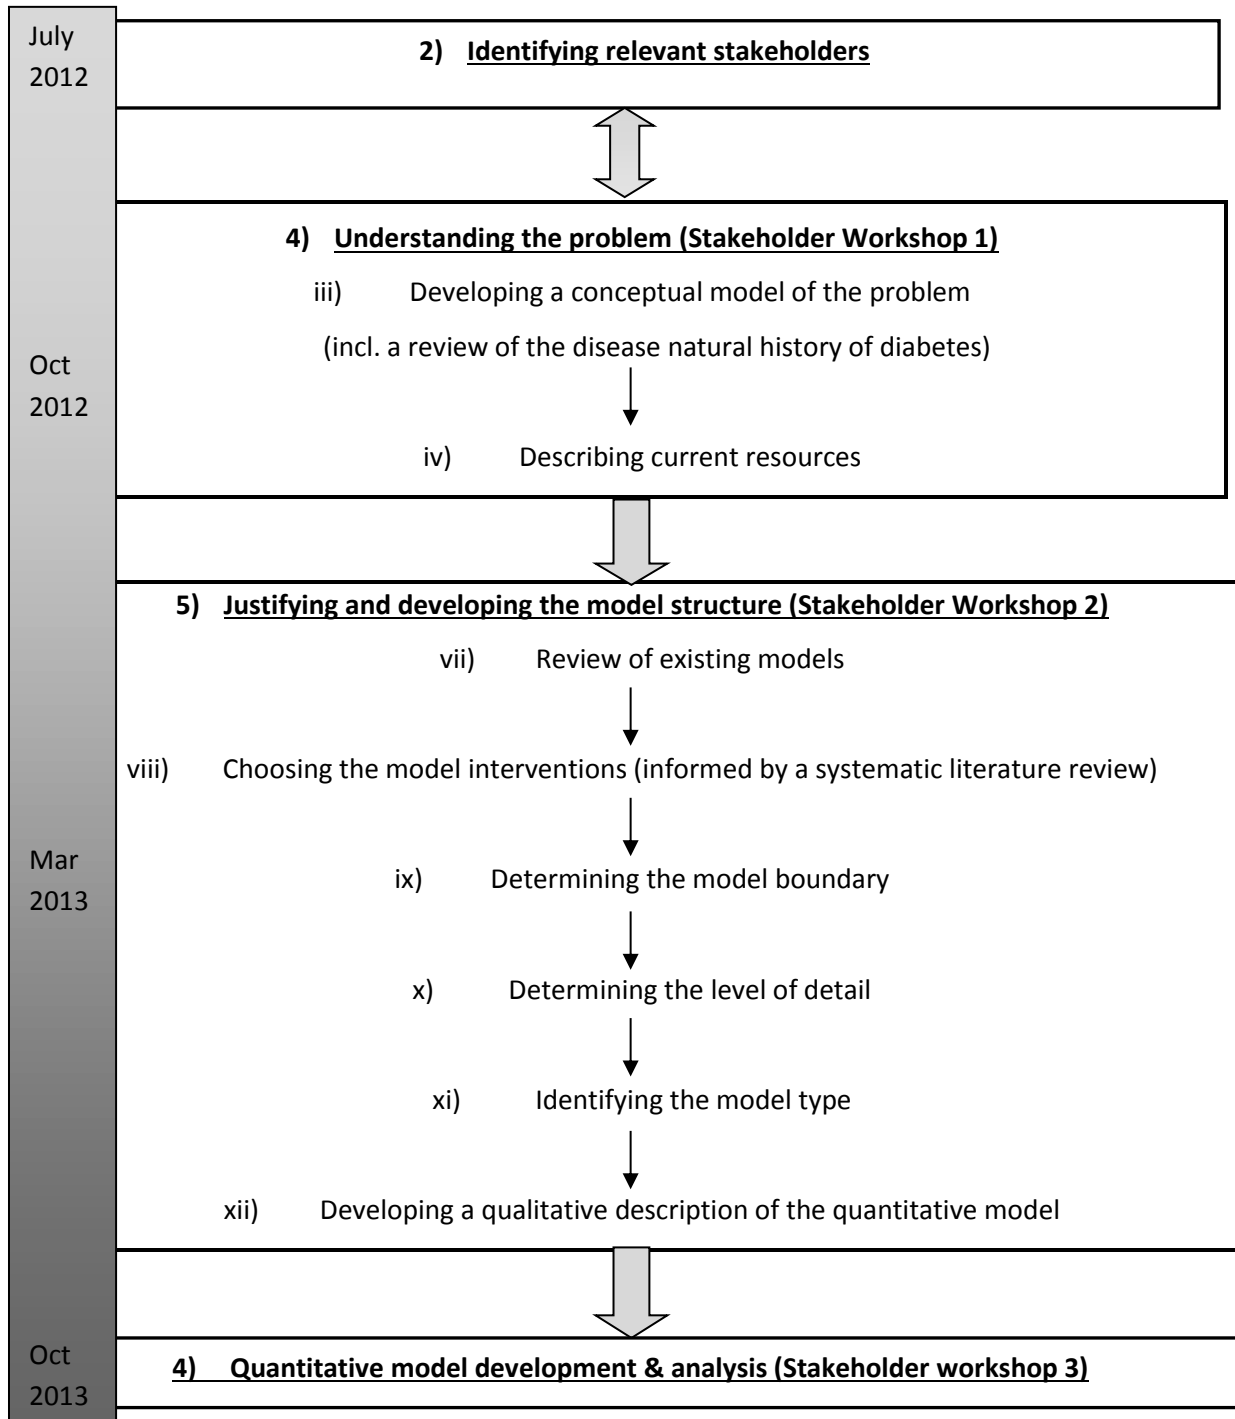 July
2012
2) Identifying relevant stakeholders
4) Understanding the problem (Stakeholder Workshop 1)
iii) Developing a conceptual model of the problem
(incl. a review of the disease natural history of diabetes)
Oct
2012
iv) Describing current resources
5) Justifying and developing the model structure (Stakeholder Workshop 2)
vii) Review of existing models
viii) Choosing the model interventions (informed by a systematic literature review)
Mar
2013
ix) Determining the model boundary
x) Determining the level of detail
xi) Identifying the model type
xii) Developing a qualitative description of the quantitative model
Oct
2013
4) Quantitative model development & analysis (Stakeholder workshop 3)